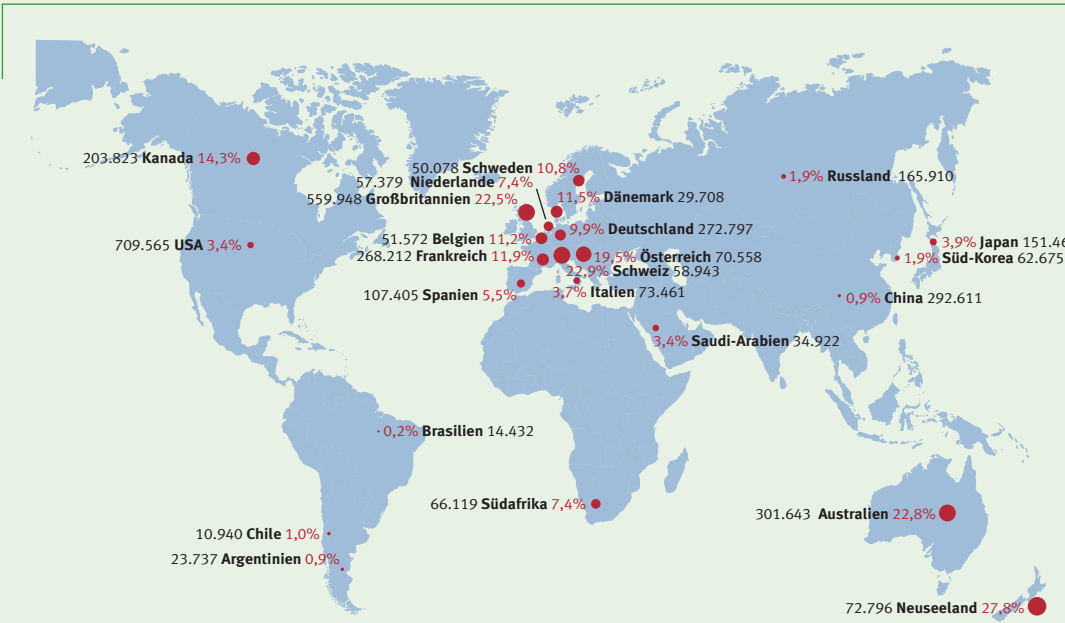 203.823 Kanada 14,3%
50.078 Schweden 10,8%
57.379 Niederlande 7,4%
559.948 Großbritannien 22,5%
11,5% Dänemark 29.708
1,9% Russland 165.910
709.565 USA 3,4%
51.572 Belgien 11,2%
9,9% Deutschland 272.797
268.212 Frankreich 11,9%
19,5% Österreich 70.558
22,9% Schweiz 58.943
3,9% Japan
1,9% Süd-Korea 62.675
107.405 Spanien 5,5%
3,7% Italien 73.461
0,9% China 292.611
3,4% Saudi-Arabien 34.922
0,2% Brasilien 14.432
66.119 Südafrika 7,4%
301.643 Australien 22,8%
10.940 Chile 1,0%
23.737 Argentinien 0,9%
72.796 Neuseeland 27,8%